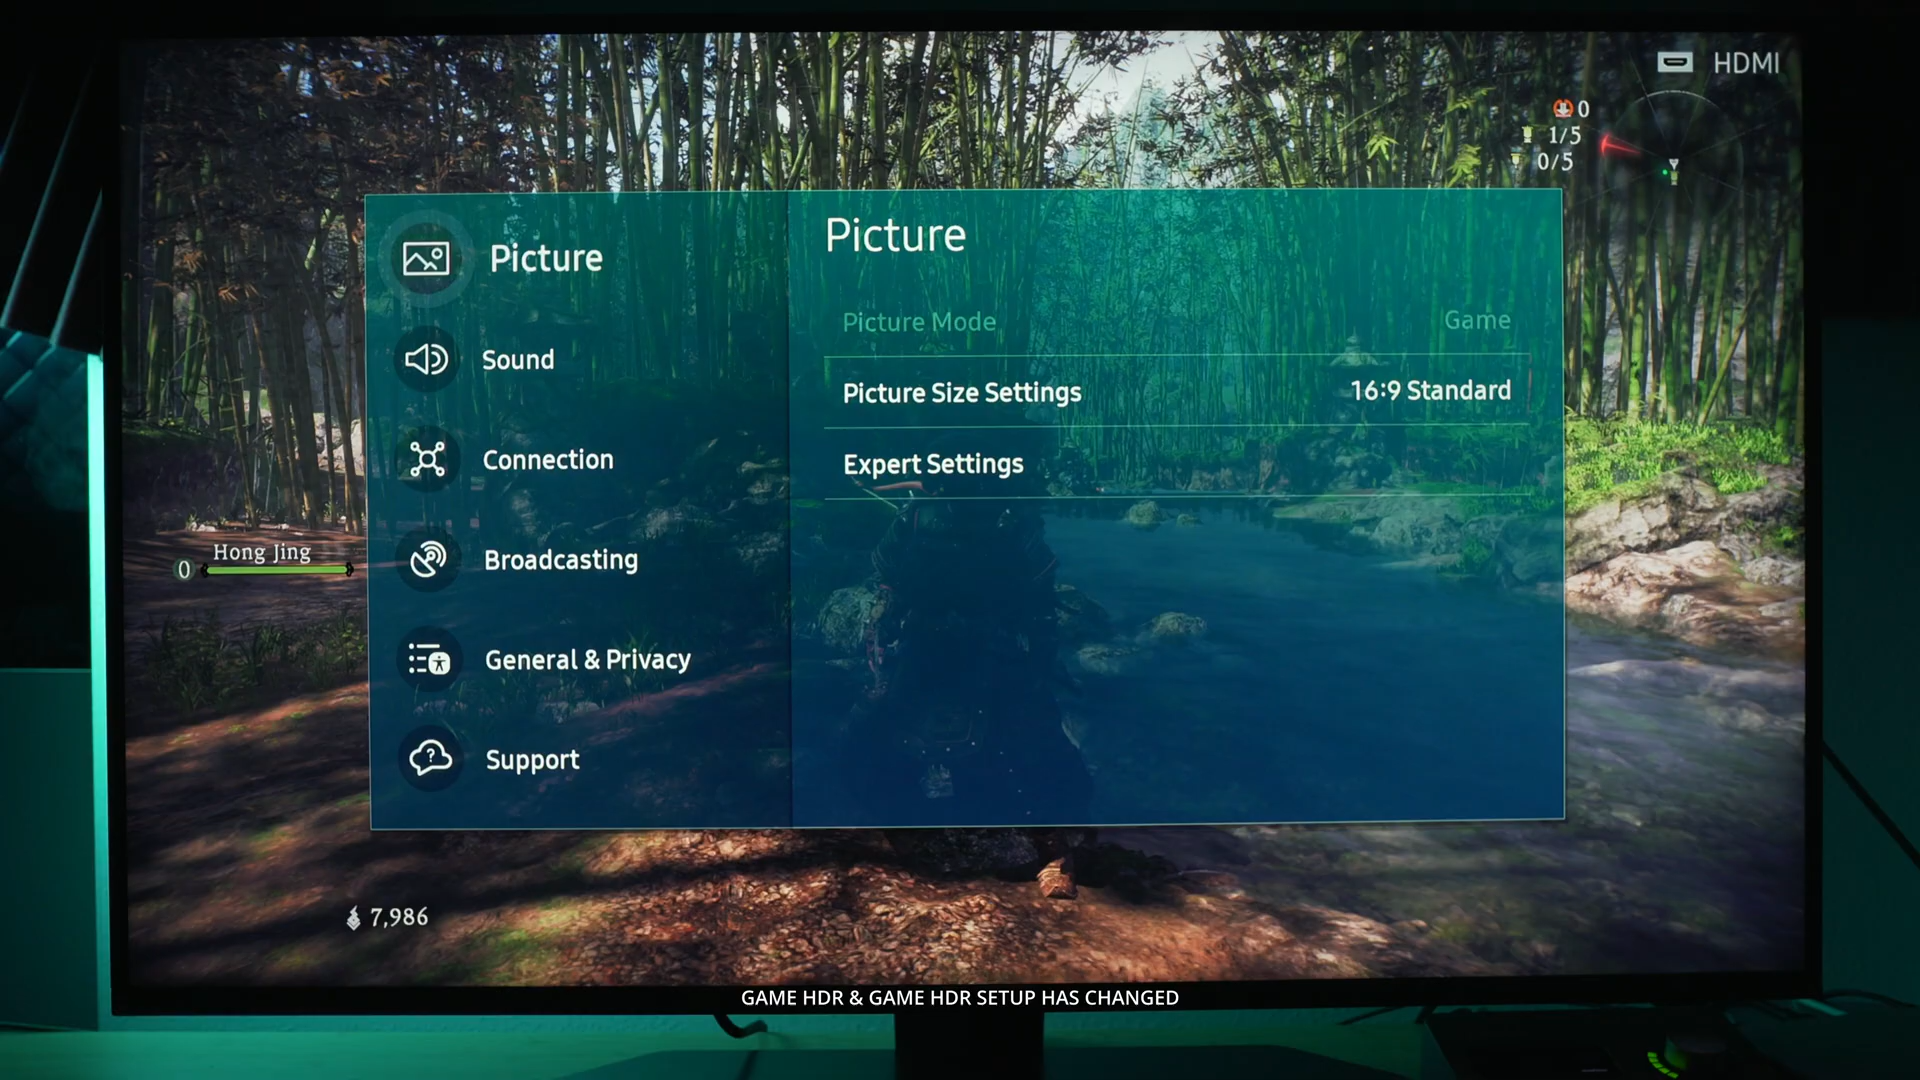 HDMI
0
1/5
0/5
Picture
Sound
Connection
Broadcasting
General & Privacy
Support
Picture
Picture Mode Game
Picture Size Settings 16:9 Standard
Expert Settings
Hong Jing
0
7,986
GAME HDR & GAME HDR SETUP HAS CHANGED